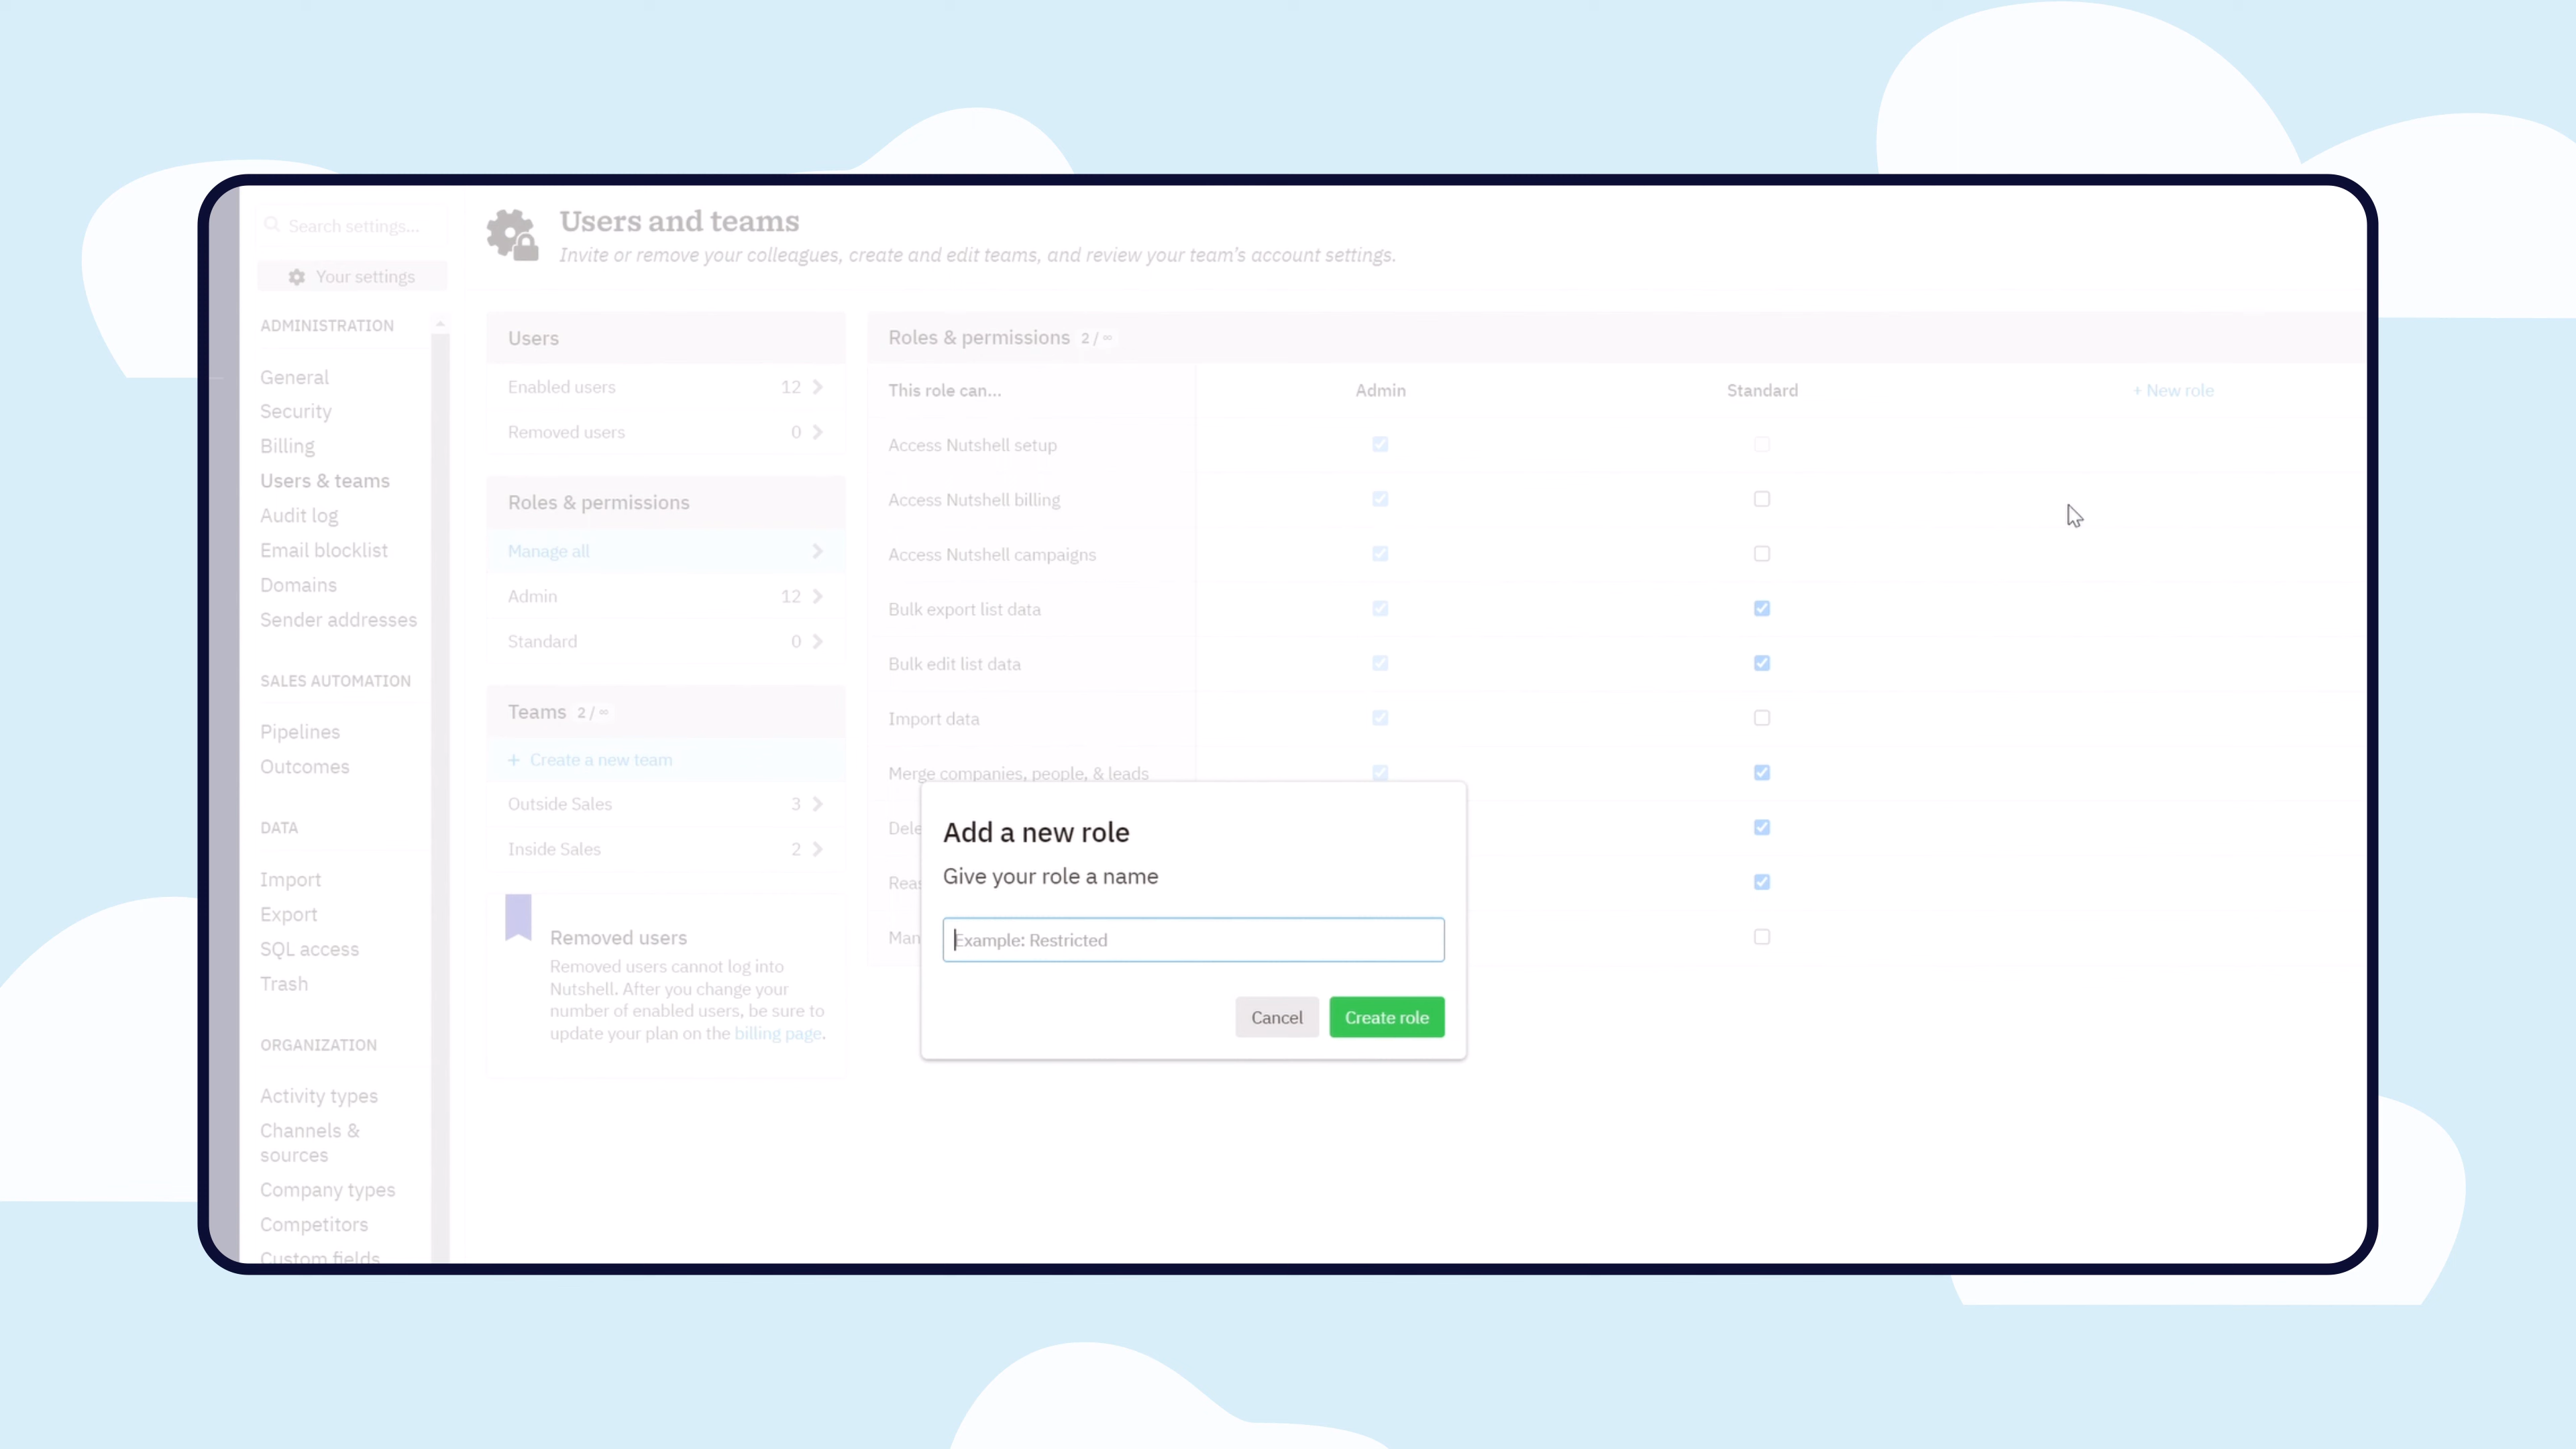 Search settings...
Your settings
ADMINISTRATION
General
Security
Billing
Users & teams
Audit log
Email blocklist
Domains
Sender addresses
SALES AUTOMATION
Pipelines
Outcomes
DATA
Import
Export
SQL access
Trash
ORGANIZATION
Activity types
Channels &
sources
Company types
Competitors
Custom fields
Users and teams
Invite or remove your colleagues, create and edit teams, and review your team's account settings.
Users
Enabled users 12
Removed users 0
Roles & permissions
Manage all
Admin 12
Standard 0
Teams 2 / ∞
+ Create a new team
Outside Sales 3
Inside Sales 2
Removed users
Removed users cannot log into
Nutshell. After you change your
number of enabled users, be sure to
update your plan on the billing page.
Roles & permissions 2 / ∞
This role can... Admin Standard + New role
Access Nutshell setup
Access Nutshell billing
Access Nutshell campaigns
Bulk export list data
Bulk edit list data
Import data
Merge companies, people, & leads
Dele
Reas
Man
Add a new role
Give your role a name
Example: Restricted
Cancel Create role